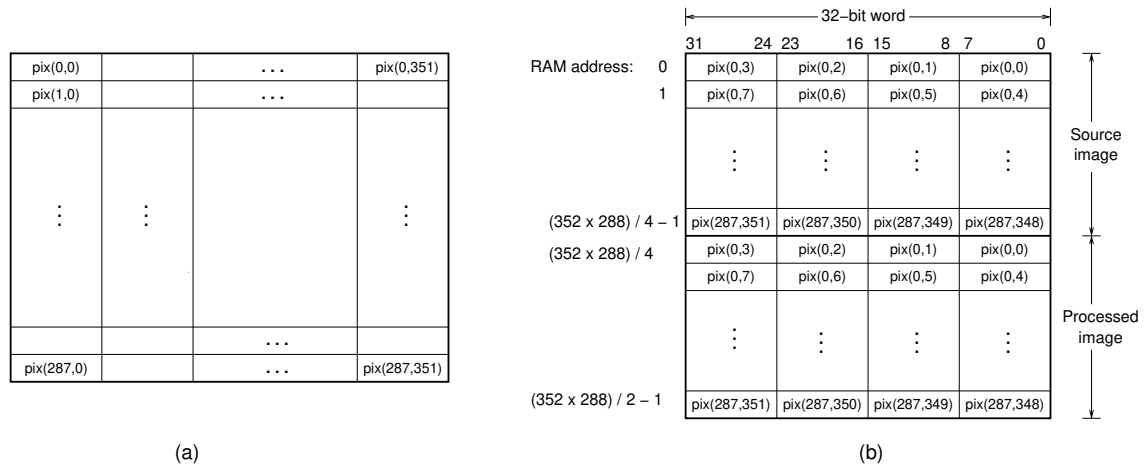 pix(0,0) ... pix(0,351)
pix(1,0) ...
...
pix(287,0) ... pix(287,351)
(a)
32−bit word
31 24 23 16 15 8 7 0
RAM address: 0 pix(0,3) pix(0,2) pix(0,1) pix(0,0)
1 pix(0,7) pix(0,6) pix(0,5) pix(0,4)
Source
image
(352 x 288) / 4 − 1 pix(287,351) pix(287,350) pix(287,349) pix(287,348)
(352 x 288) / 4 pix(0,3) pix(0,2) pix(0,1) pix(0,0)
pix(0,7) pix(0,6) pix(0,5) pix(0,4)
Processed
image
(352 x 288) / 2 − 1 pix(287,351) pix(287,350) pix(287,349) pix(287,348)
(b)